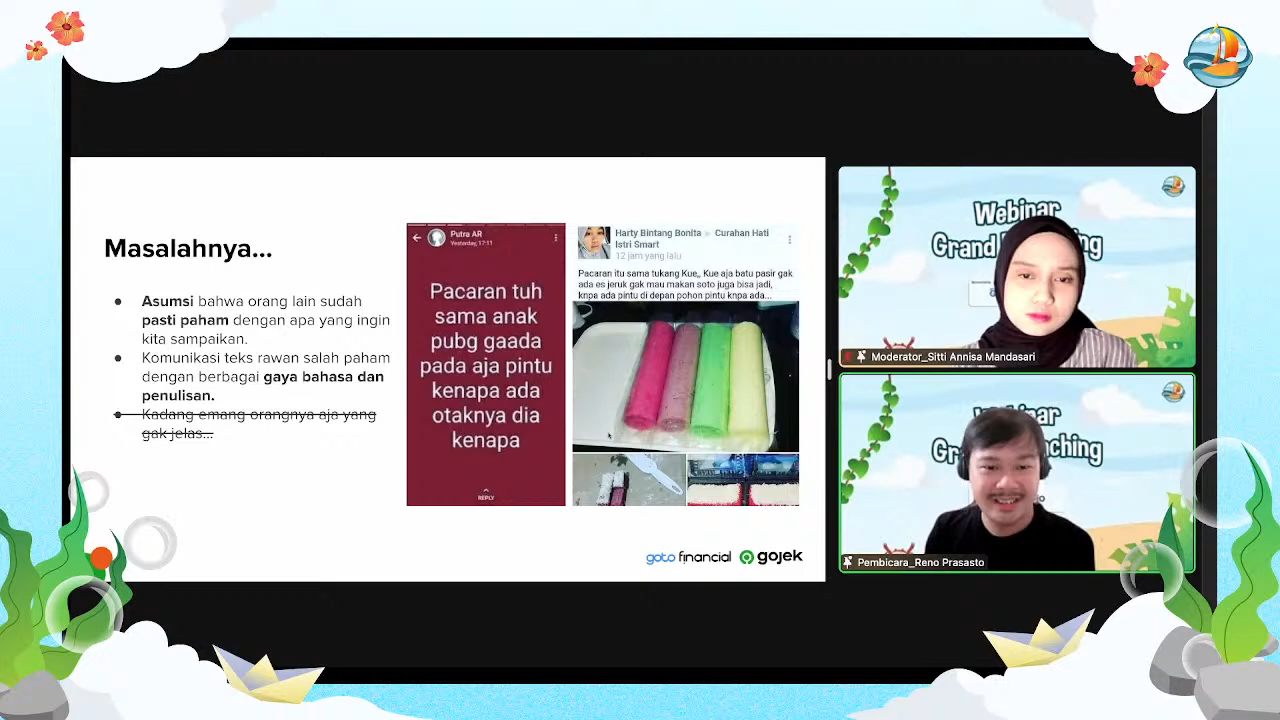 Masalahnya...
● Asumsi bahwa orang lain sudah
pasti paham dengan apa yang ingin
kita sampaikan.
● Komunikasi teks rawan salah paham
dengan berbagai gaya bahasa dan
penulisan.
● Kadang emang orangnya aja yang
gak jelas...
Putra AR
Yesterday, 17:11
Pacaran tuh
sama anak
pubg gaada
pada aja pintu
kenapa ada
otaknya dia
kenapa
REPLY
Harty Bintang Bonita ▶ Curahan Hati
Istri Smart
12 jam yang lalu
Pacaran itu sama tukang Kue,, Kue aja batu pasir gak
ada es jeruk gak mau makan soto juga bisa jadi,
knpa ada pintu di depan pohon pintu knpa ada...
goto financial gojek
Webinar
Moderator_Sitti Annisa Mandasari
Pembicara_Reno Prasasto